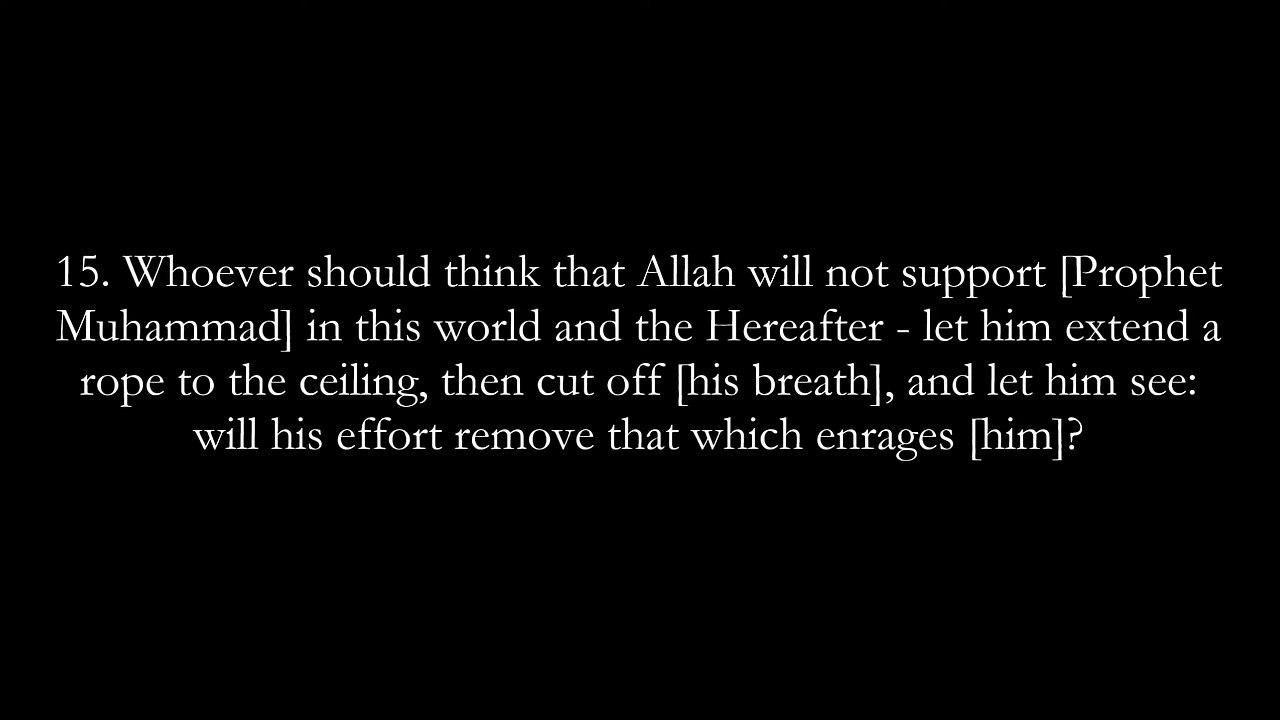 15. Whoever should think that Allah will not support [Prophet
Muhammad] in this world and the Hereafter - let him extend a
rope to the ceiling, then cut off [his breath], and let him see:
will his effort remove that which enrages [him]?